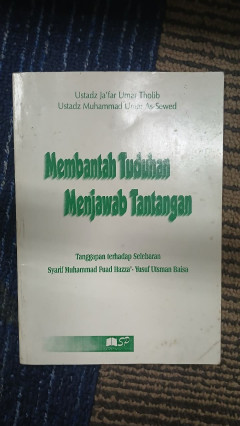 Ustadz Ja'far Umar Tholib
Ustadz Muhammad Umar As-Sewed
Membantah Tuduhan
Menjawab Tantangan
Tanggapan terhadap Selebaran
Syarif Muhammad Fuad Hazza'- Yusuf Utsman Baisa
SP